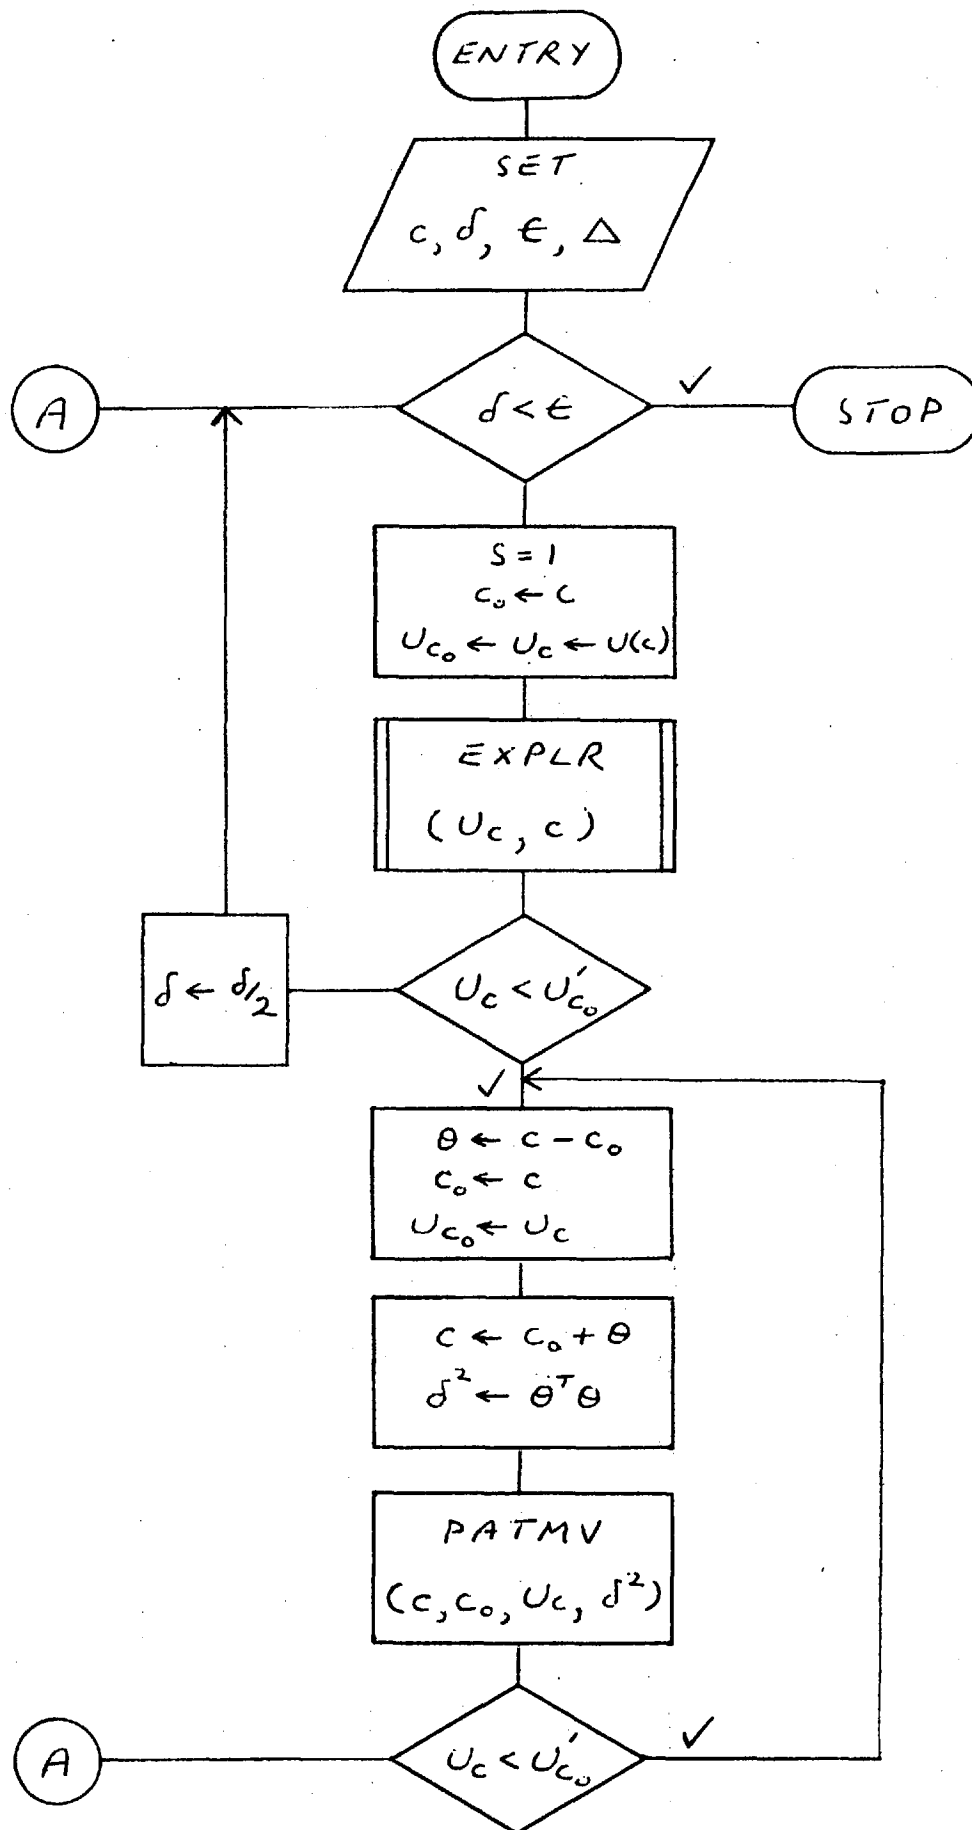 ENTRY
SET
c, δ, ϵ, Δ
A
δ < ϵ
✓
STOP
S = 1
c₀ ← c
U_c₀ ← U_c ← U(c)
EXPLR
(U_c, c)
δ ← δ/2
U_c < U'_c₀
✓
θ ← c - c₀
c₀ ← c
U_c₀ ← U_c
c ← c₀ + θ
δ² ← θᵀθ
PATMV
(c, c₀, U_c, δ²)
A
U_c < U'_c₀
✓